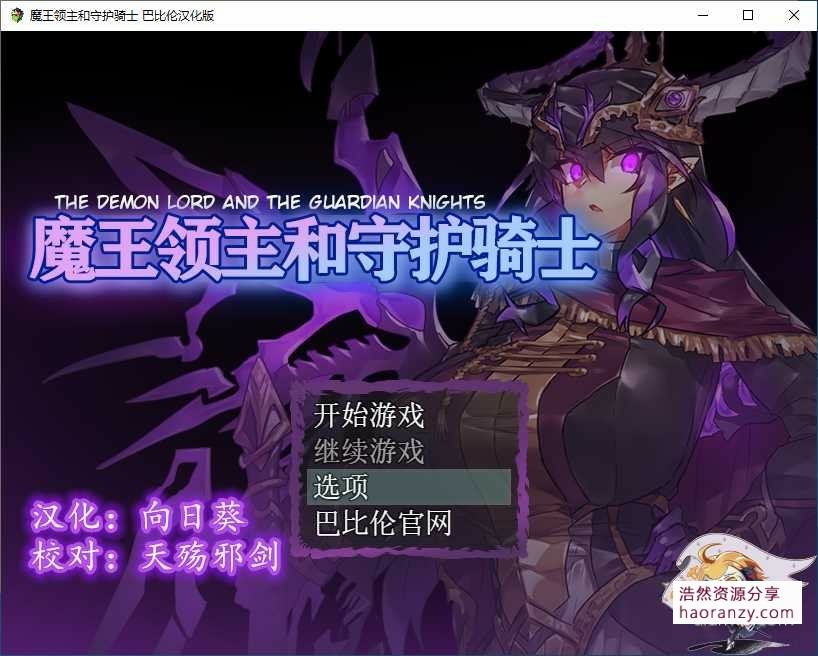 魔王领主和守护骑士 巴比伦汉化版
THE DEMON LORD AND THE GUARDIAN KNIGHTS
魔王领主和守护骑士
开始游戏
继续游戏
选项
巴比伦官网
汉化：向日葵
校对：天殇邪剑
浩然资源分享
haoranzy.com